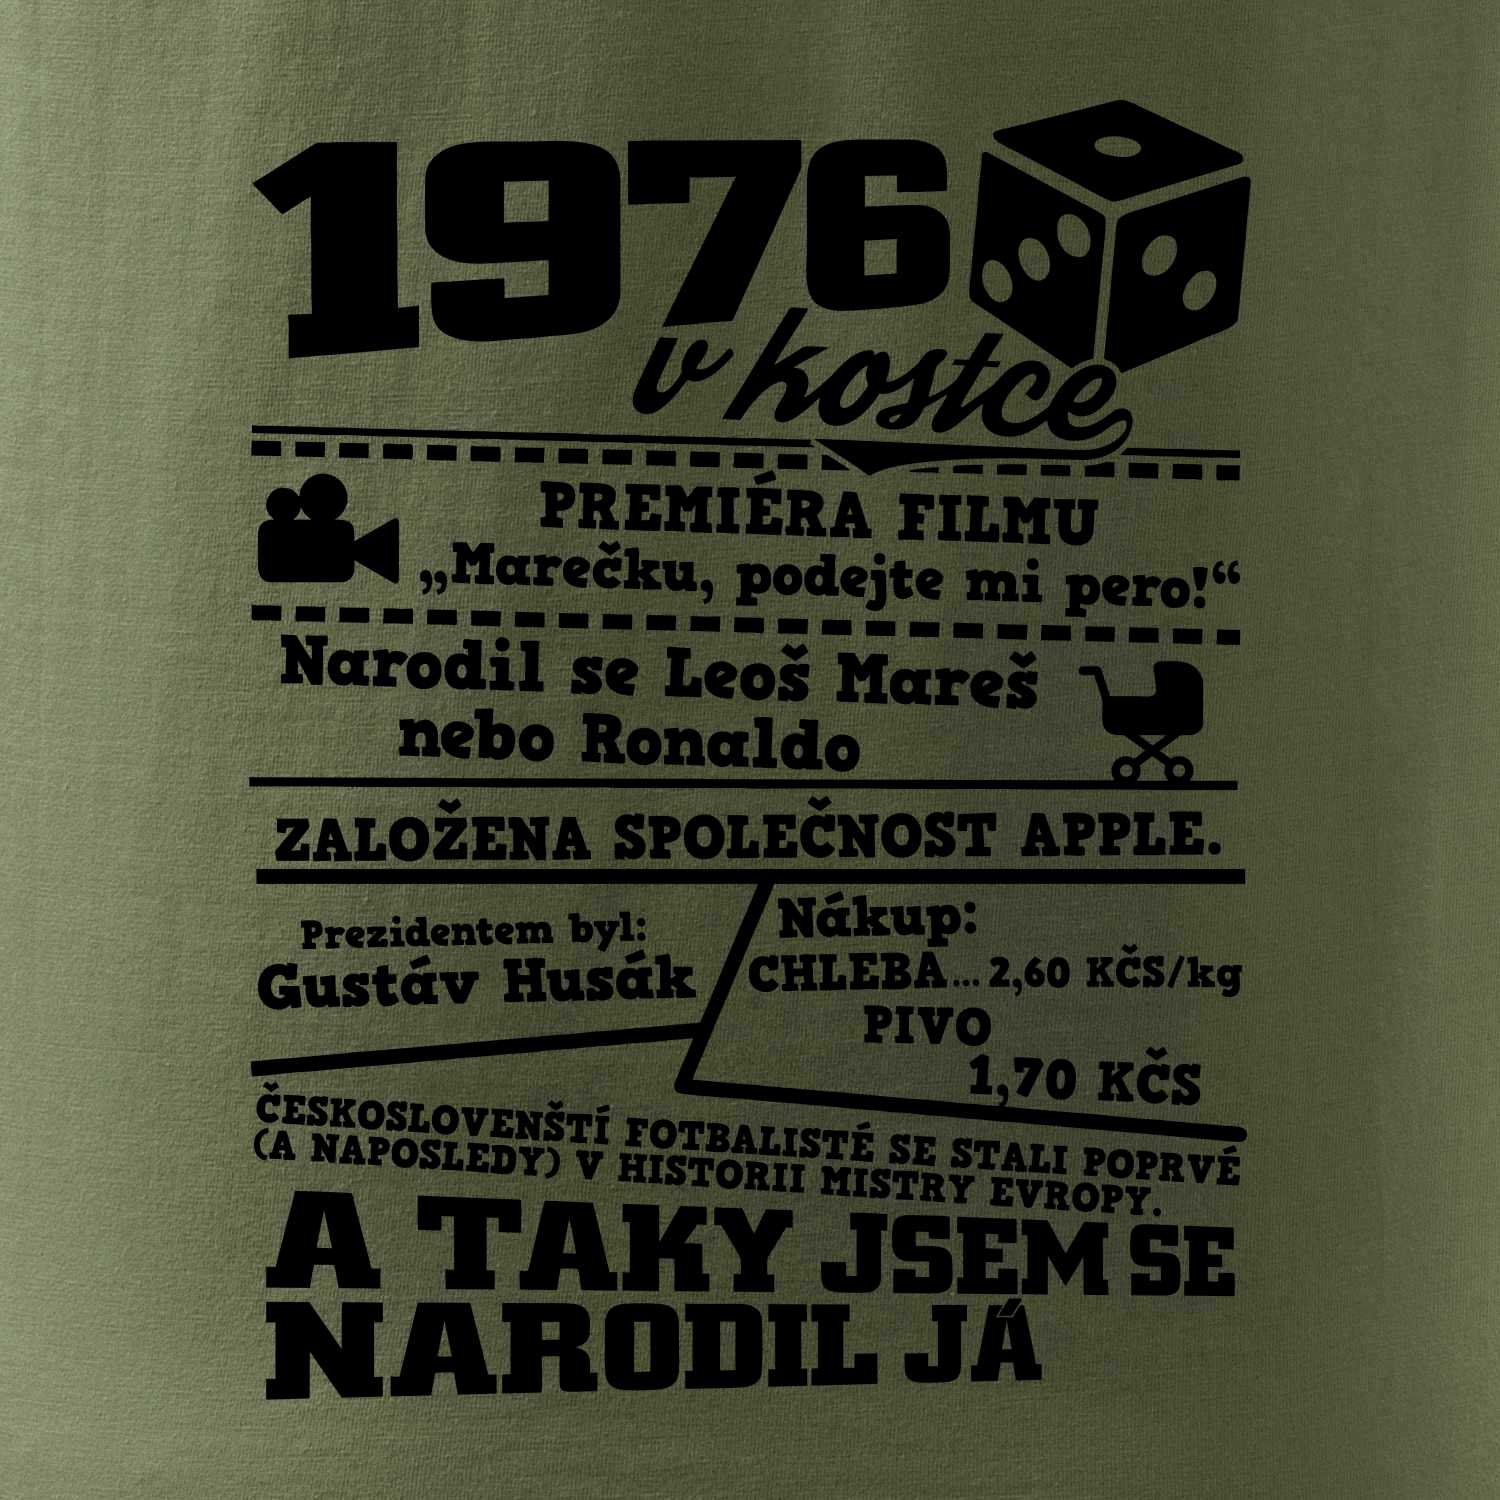 1976
v kostce
PREMIÉRA FILMU
„Marečku, podejte mi pero!“
Narodil se Leoš Mareš
nebo Ronaldo
ZALOŽENA SPOLEČNOST APPLE.
Prezidentem byl:
Gustáv Husák
Nákup:
CHLEBA... 2,60 KČS/kg
PIVO
1,70 KČS
ČESKOSLOVENŠTÍ FOTBALISTÉ SE STALI POPRVÉ
(A NAPOSLEDY) V HISTORII MISTRY EVROPY.
A TAKY JSEM SE
NARODIL JÁ